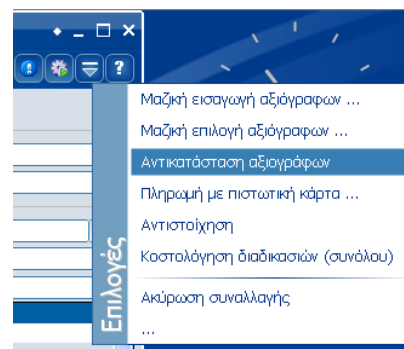 Μαζική εισαγωγή αξιόγραφων ...
Μαζική επιλογή αξιόγραφων ...
Αντικατάσταση αξιογράφων
Πληρωμή με πιστωτική κάρτα ...
Αντιστοίχηση
Κοστολόγηση διαδικασιών (συνόλου)
Ακύρωση συναλλαγής
...
Επιλογές